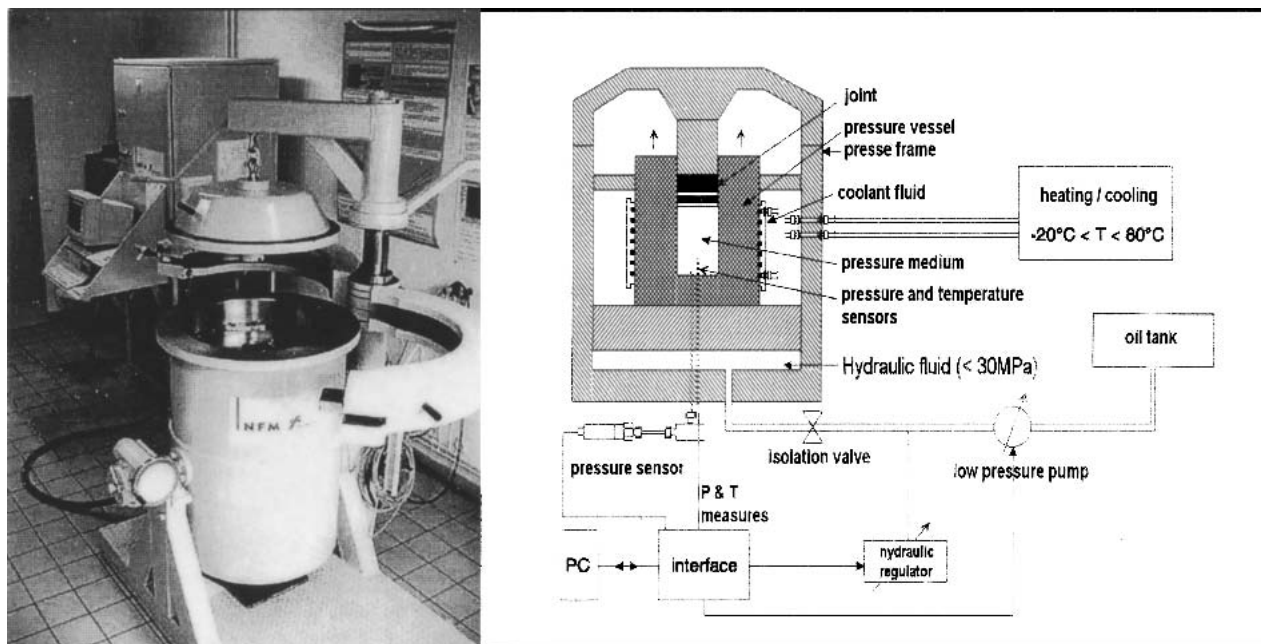 NFM
joint
pressure vessel
presse frame
coolant fluid
heating / cooling
-20°C < T < 80°C
pressure medium
pressure and temperature
sensors
oil tank
Hydraulic fluid (< 30MPa)
isolation valve
low pressure pump
pressure sensor
P & T
measures
PC
interface
nydraulic
regulator